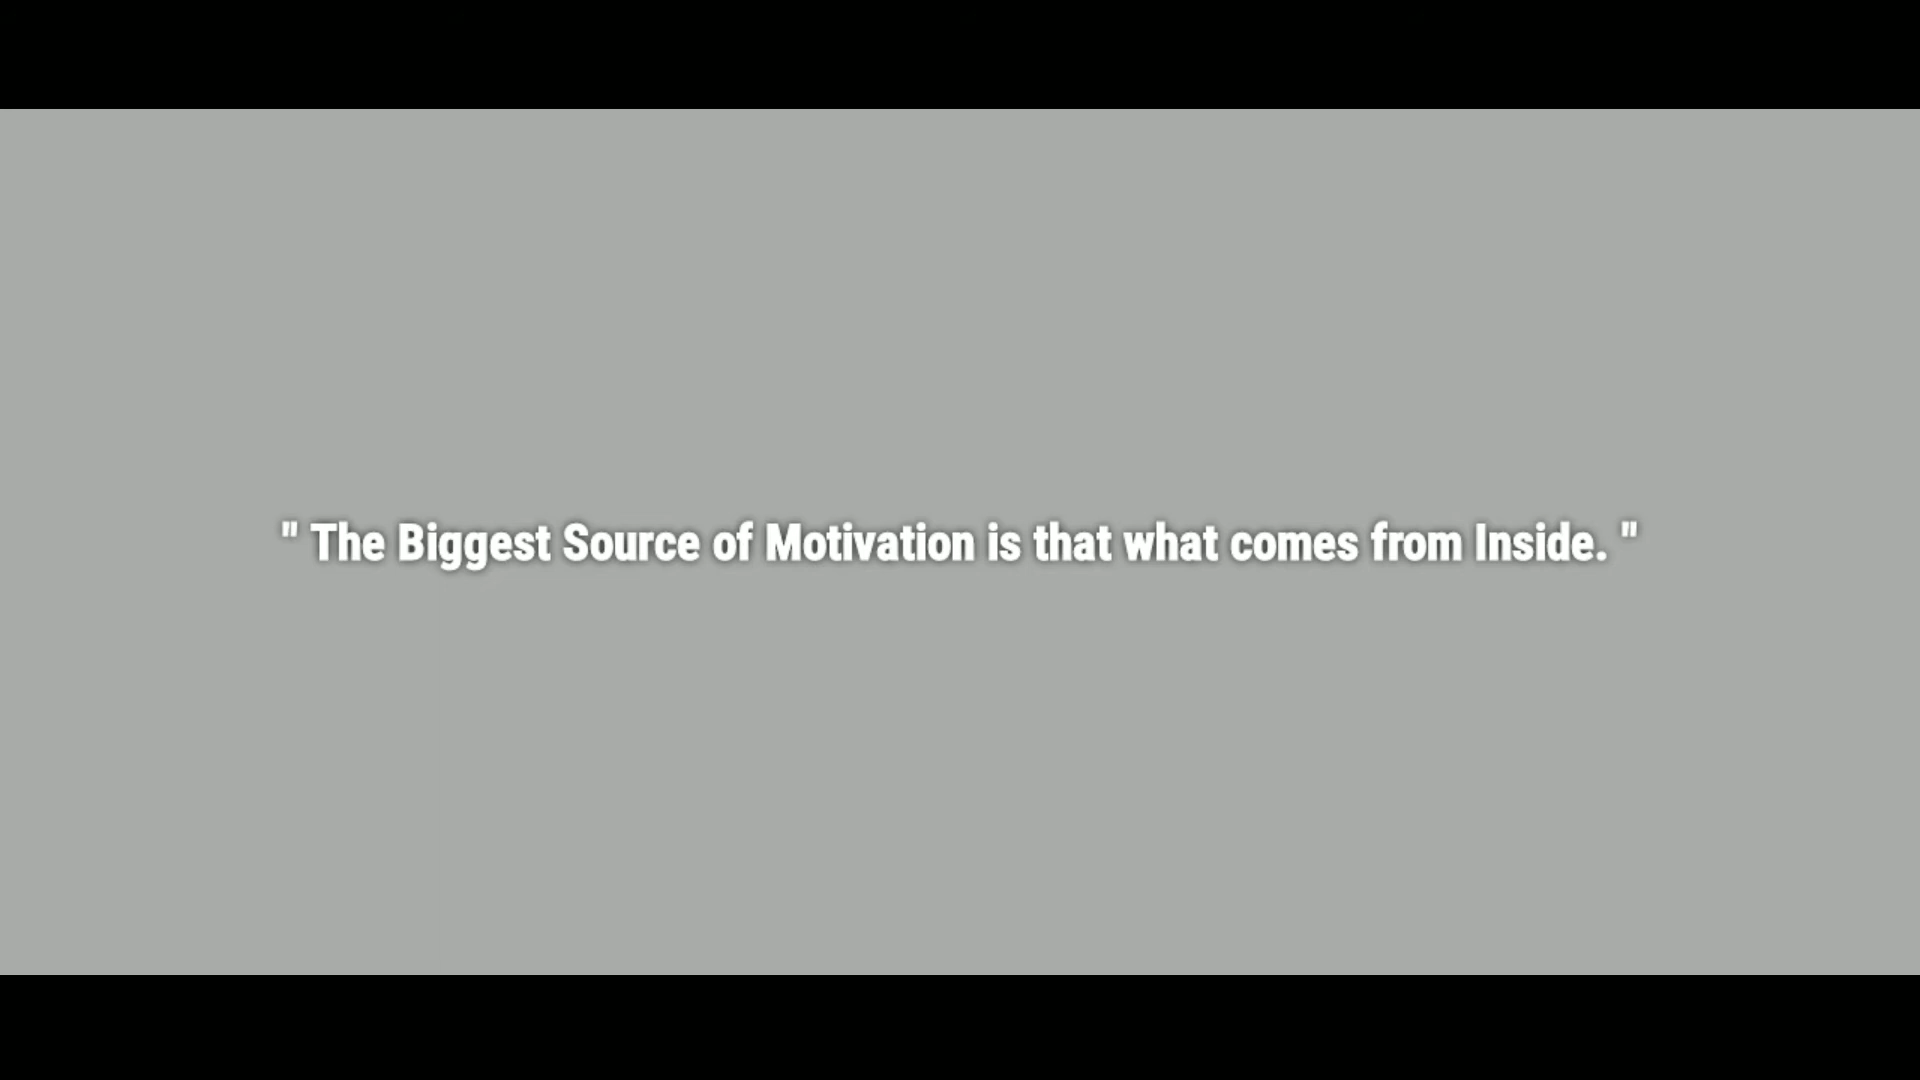 " The Biggest Source of Motivation is that what comes from Inside. "